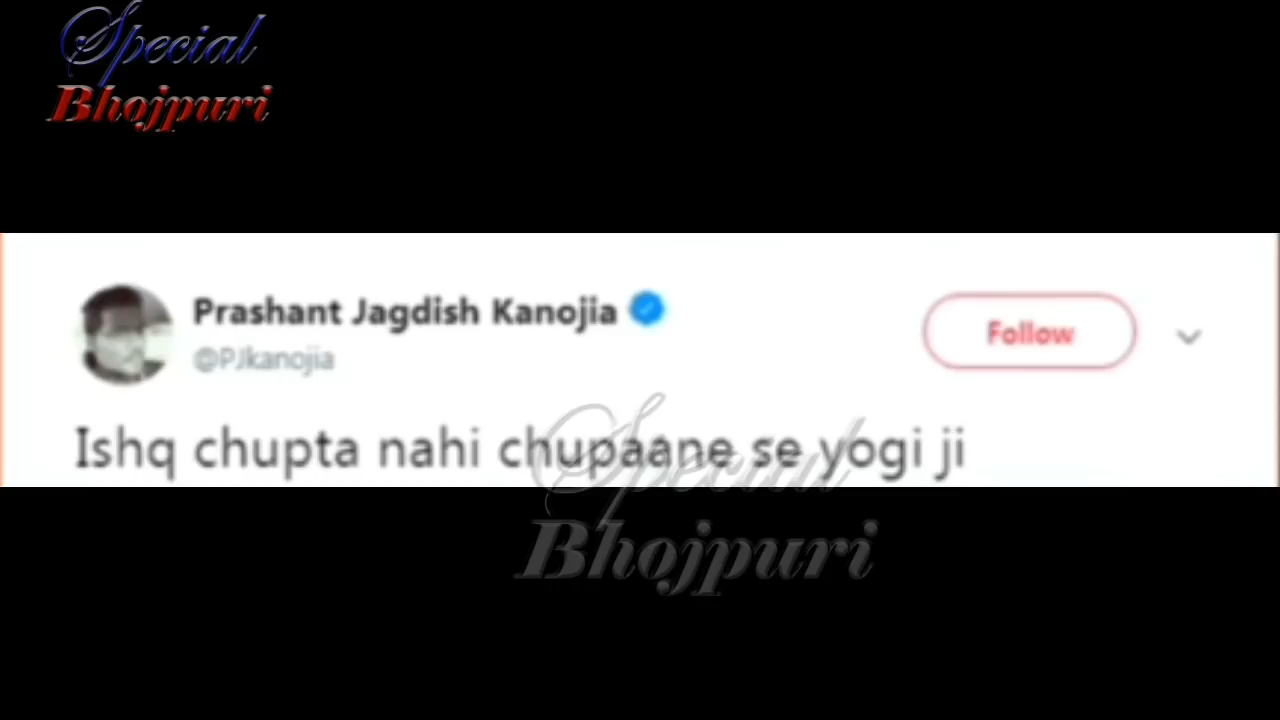 Special
Bhojpuri
Prashant Jagdish Kanojia
@PJkanojia
Follow
Ishq chupta nahi chupaane se yogi ji
Special
Bhojpuri